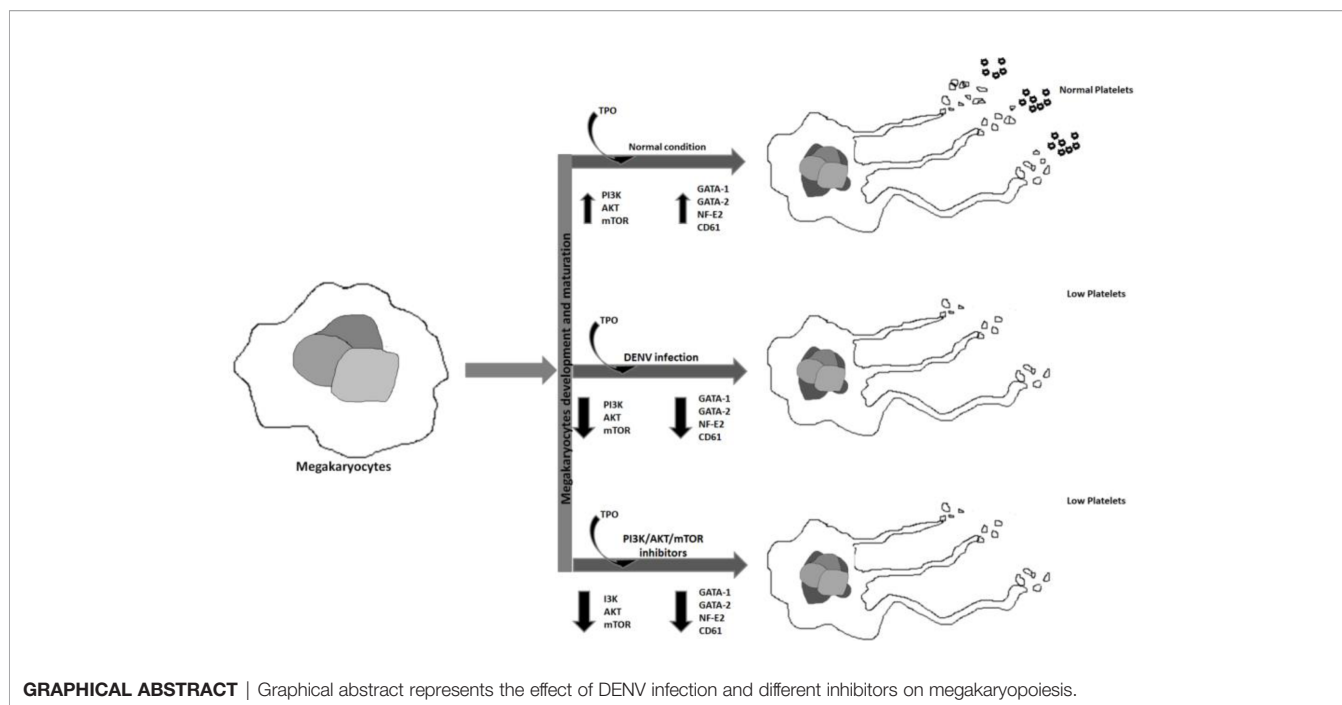 TPO
Normal condition
PI3K
AKT
mTOR
GATA-1
GATA-2
NF-E2
CD61
Normal Platelets
Megakaryocytes
Megakaryocytes development and maturation
TPO
DENV infection
PI3K
AKT
mTOR
GATA-1
GATA-2
NF-E2
CD61
Low Platelets
TPO
PI3K/AKT/mTOR
inhibitors
I3K
AKT
mTOR
GATA-1
GATA-2
NF-E2
CD61
Low Platelets
GRAPHICAL ABSTRACT | Graphical abstract represents the effect of DENV infection and different inhibitors on megakaryopoiesis.